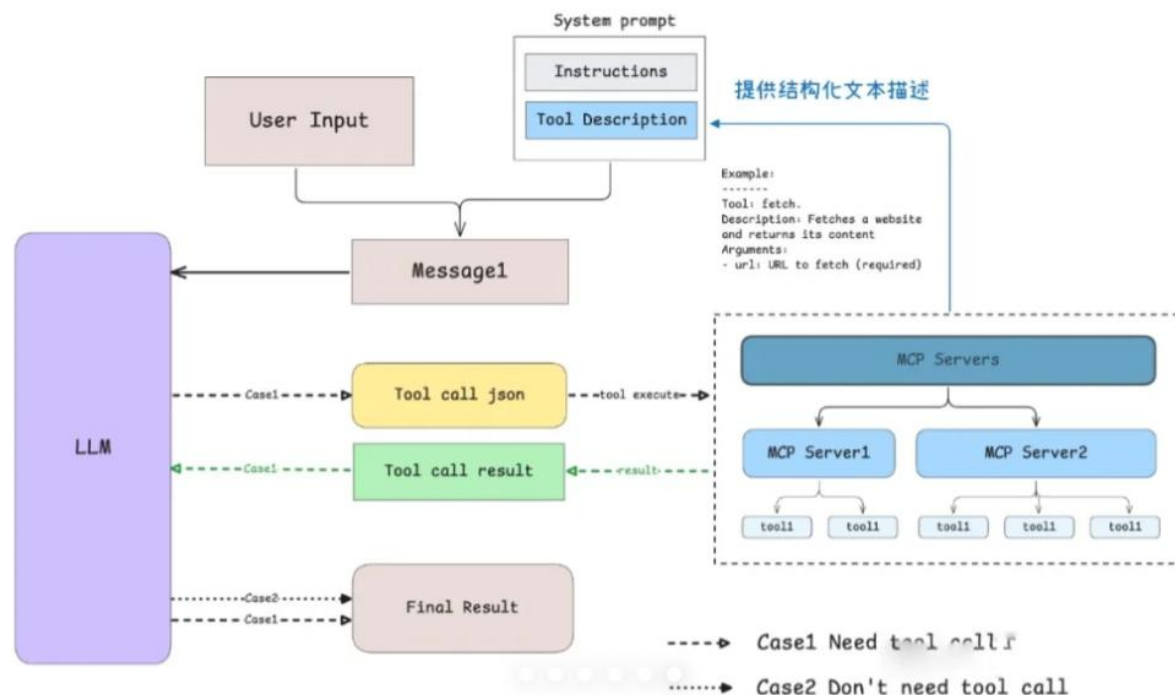 System prompt
Instructions
Tool Description
User Input
提供结构化文本描述
Example:
-------
Tool: fetch.
Description: Fetches a website
and returns its content
Arguments:
- url: URL to fetch (required)
Message1
LLM
Case1
Tool call json
tool execute
MCP Servers
Case1
Tool call result
result
MCP Server1
MCP Server2
tool1
tool1
tool1
tool1
tool1
Case2
Case1
Final Result
Case1 Need tool call
Case2 Don't need tool call